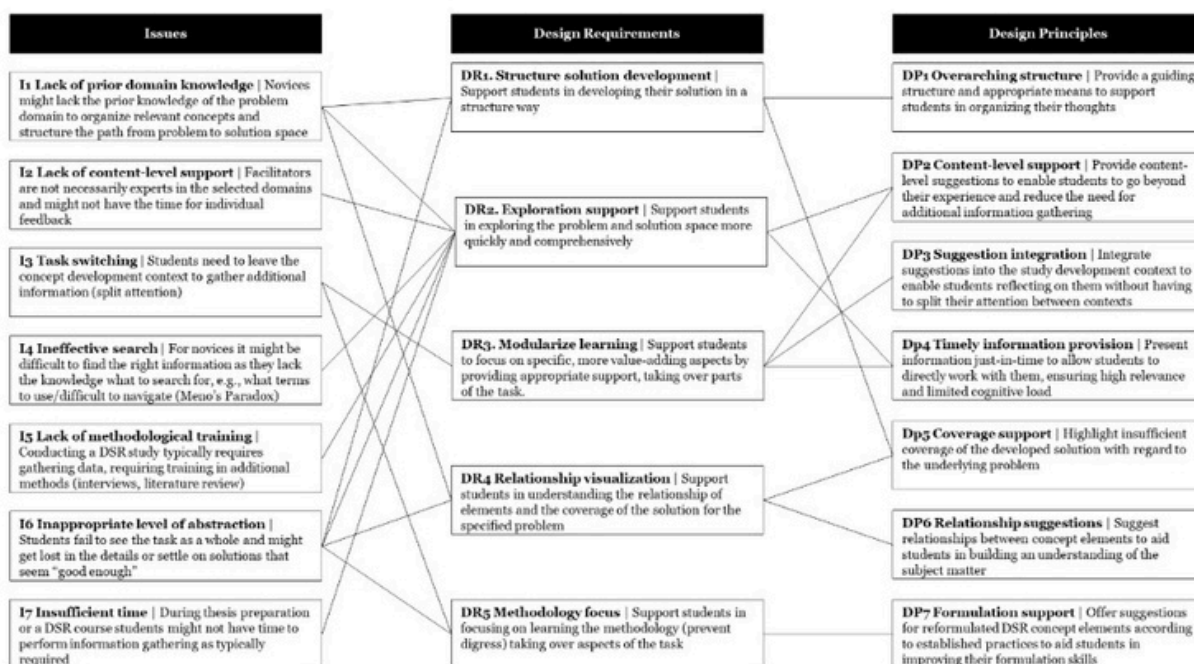 Issues
I1 Lack of prior domain knowledge | Novices
might lack the prior knowledge of the problem
domain to organize relevant concepts and
structure the path from problem to solution space
I2 Lack of content-level support | Facilitators
are not necessarily experts in the selected domains
and might not have the time for individual
feedback
I3 Task switching | Students need to leave the
concept development context to gather additional
information (split attention)
I4 Ineffective search | For novices it might be
difficult to find the right information as they lack
the knowledge what to search for, e.g., what terms
to use/difficult to navigate (Meno's Paradox)
I5 Lack of methodological training |
Conducting a DSR study typically requires
gathering data, requiring training in additional
methods (interviews, literature review)
I6 Inappropriate level of abstraction |
Students fail to see the task as a whole and might
get lost in the details or settle on solutions that
seem "good enough"
I7 Insufficient time | During thesis preparation
or a DSR course students might not have time to
perform information gathering as typically
required
Design Requirements
DR1. Structure solution development |
Support students in developing their solution in a
structure way
DR2. Exploration support | Support students
in exploring the problem and solution space more
quickly and comprehensively
DR3. Modularize learning | Support students
to focus on specific, more value-adding aspects by
providing appropriate support, taking over parts
of the task.
DR4 Relationship visualization | Support
students in understanding the relationship of
elements and the coverage of the solution for the
specified problem
DR5 Methodology focus | Support students in
focusing on learning the methodology (prevent
digress) taking over aspects of the task
Design Principles
DP1 Overarching structure | Provide a guiding
structure and appropriate means to support
students in organizing their thoughts
DP2 Content-level support | Provide content-
level suggestions to enable students to go beyond
their experience and reduce the need for
additional information gathering
DP3 Suggestion integration | Integrate
suggestions into the study development context to
enable students reflecting on them without having
to split their attention between contexts
Dp4 Timely information provision | Present
information just-in-time to allow students to
directly work with them, ensuring high relevance
and limited cognitive load
Dp5 Coverage support | Highlight insufficient
coverage of the developed solution with regard to
the underlying problem
DP6 Relationship suggestions | Suggest
relationships between concept elements to aid
students in building an understanding of the
subject matter
DP7 Formulation support | Offer suggestions
for reformulated DSR concept elements according
to established practices to aid students in
improving their formulation skills